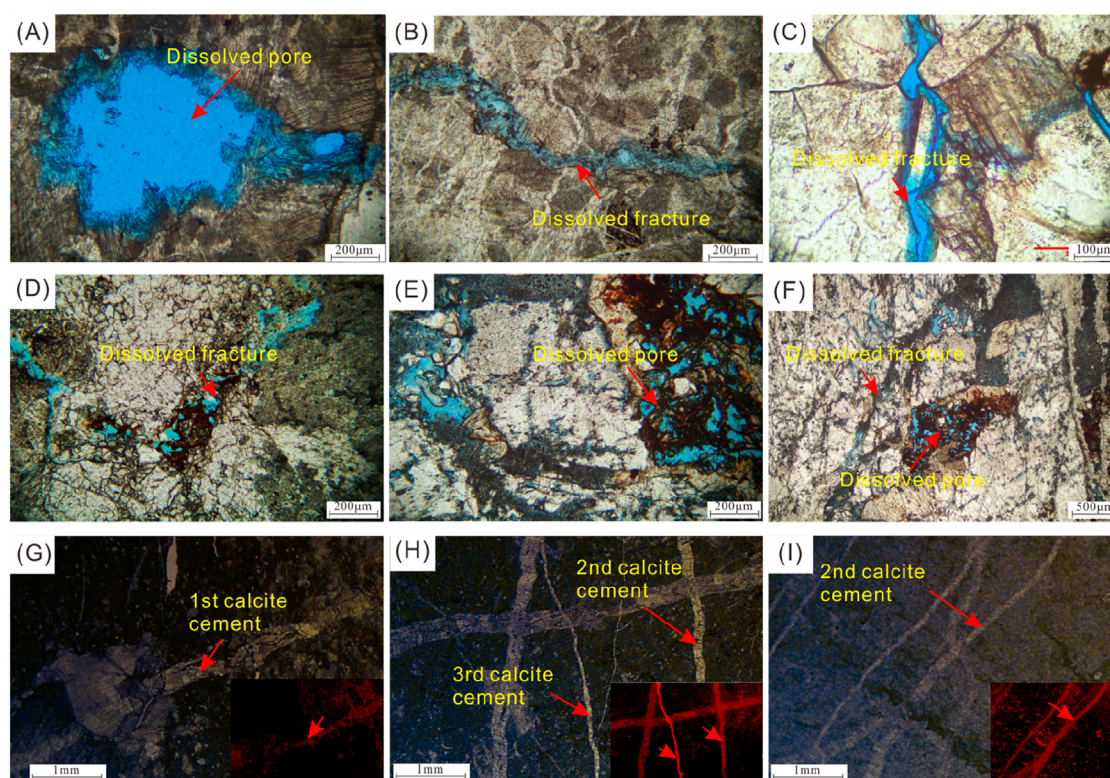 (A)
Dissolved pore
200μm
(B)
Dissolved fracture
200μm
(C)
Dissolved fracture
100μm
(D)
Dissolved fracture
200μm
(E)
Dissolved pore
200μm
(F)
Dissolved fracture
Dissolved pore
500μm
(G)
1st calcite
cement
1mm
(H)
2nd calcite
cement
3rd calcite
cement
1mm
(I)
2nd calcite
cement
1mm